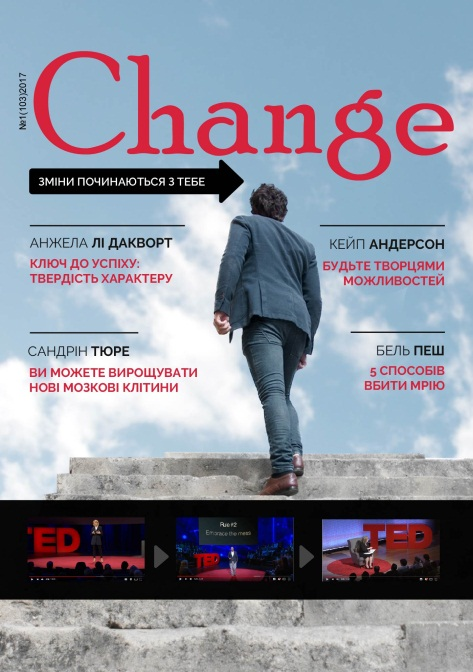 №1(103)2017
Change
ЗМІНИ ПОЧИНАЮТЬСЯ З ТЕБЕ
АНЖЕЛА ЛІ ДАКВОРТ
КЛЮЧ ДО УСПІХУ:
ТВЕРДІСТЬ ХАРАКТЕРУ
КЕЙП АНДЕРСОН
БУДЬТЕ ТВОРЦЯМИ
МОЖЛИВОСТЕЙ
САНДРІН ТЮРЕ
ВИ МОЖЕТЕ ВИРОЩУВАТИ
НОВІ МОЗКОВІ КЛІТИНИ
БЕЛЬ ПЕШ
5 СПОСОБІВ
ВБИТИ МРІЮ
TED
Rule #2
Embrace the mess
TED
TED